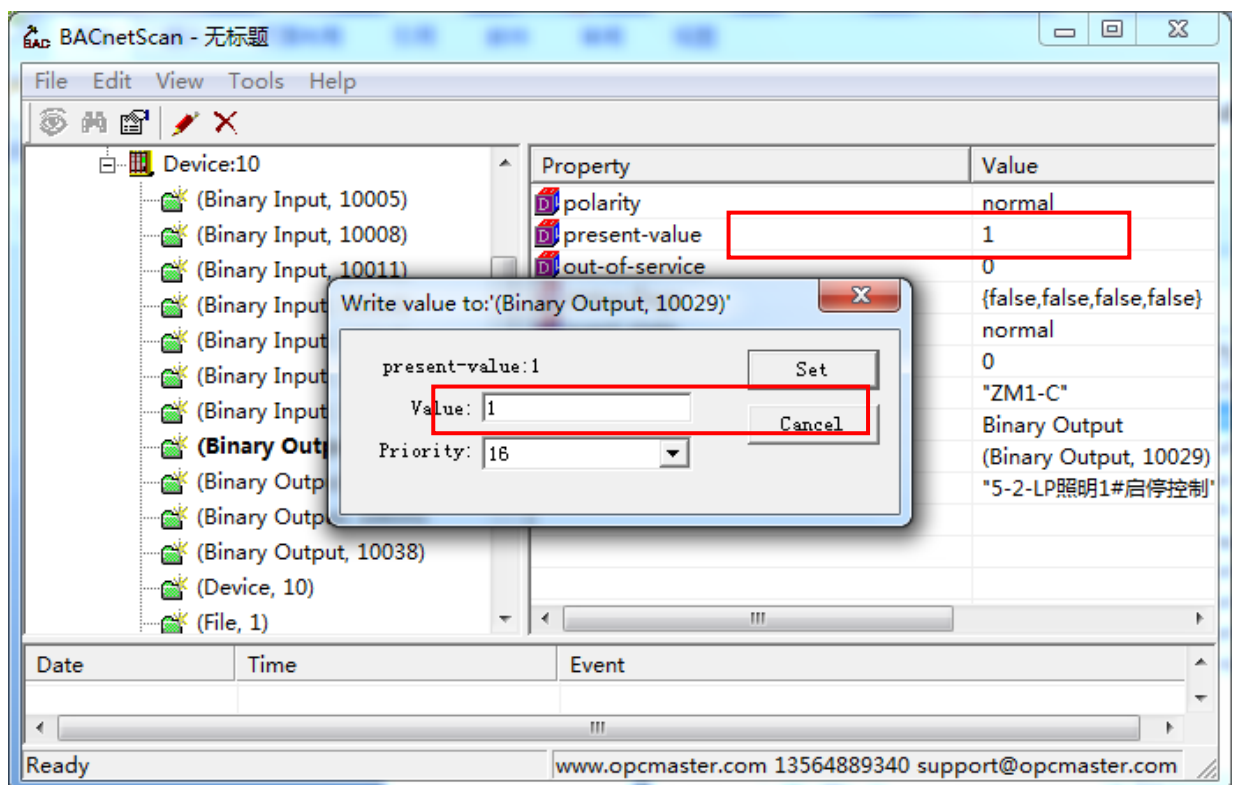 BACnetScan - 无标题
File Edit View Tools Help
Device:10
(Binary Input, 10005)
(Binary Input, 10008)
(Binary Input, 10011)
(Binary Input
(Binary Input
(Binary Input
(Binary Input
(Binary Outp
(Binary Outp
(Binary Outp
(Binary Output, 10038)
(Device, 10)
(File, 1)
Property Value
polarity normal
present-value 1
out-of-service 0
{false,false,false,false}
normal
0
"ZM1-C"
Binary Output
(Binary Output, 10029)
"5-2-LP照明1#启停控制"
Write value to:'(Binary Output, 10029)'
present-value:1
Set
Value: 1
Cancel
Priority: 16
Date Time Event
Ready www.opcmaster.com 13564889340 support@opcmaster.com